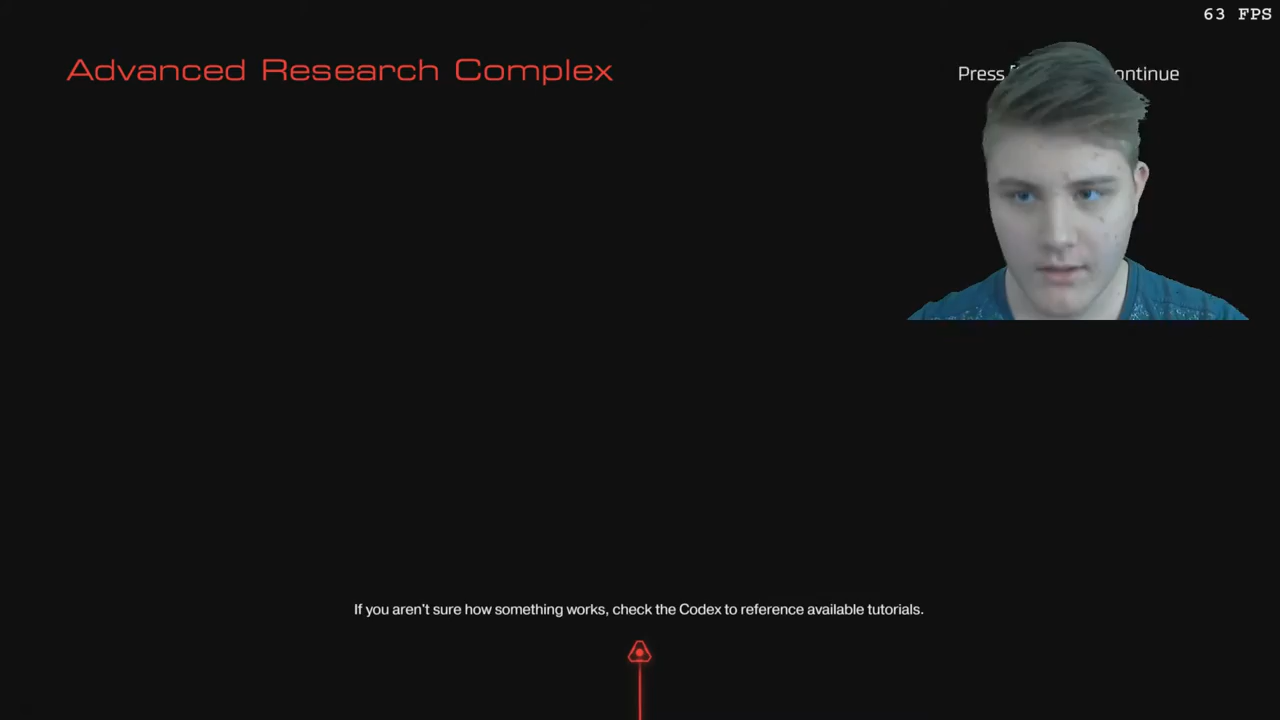 63 FPS
Advanced Research Complex
Press ontinue
If you aren't sure how something works, check the Codex to reference available tutorials.